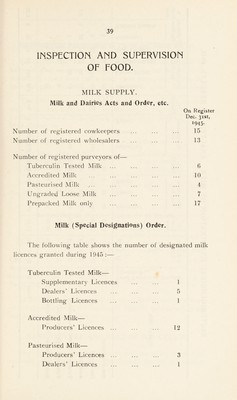 39
INSPECTION AND SUPERVISION
OF FOOD.
MILK SUPPLY.
Milk and Dairies Acts and Order, etc.
On Register
Dec. 31st,
1945.
Number of registered cowkeepers ... ... ... 15
Number of registered wholesalers ... ... ... 13
Number of registered purveyors of—
Tuberculin Tested Milk ... ... ... ... 6
Accredited Milk ... ... ... ... 10
Pasteurised Milk ... ... ... ... 4
Ungraded Loose Milk ... ... ... ... 7
Prepacked Milk only ... ... ... ... 17
Milk (Special Designations) Order.
The following table shows the number of designated milk
licences granted during 1945:—
Tuberculin Tested Milk—
Supplementary Licences ... ... 1
Dealers' Licences ... ... ... 5
Bottling Licences ... ... ... 1
Accredited Milk—
Producers' Licences ... ... ... 12
Pasteurised Milk—
Producers' Licences ... ... ... 3
Dealers' Licences ... ... ... 1